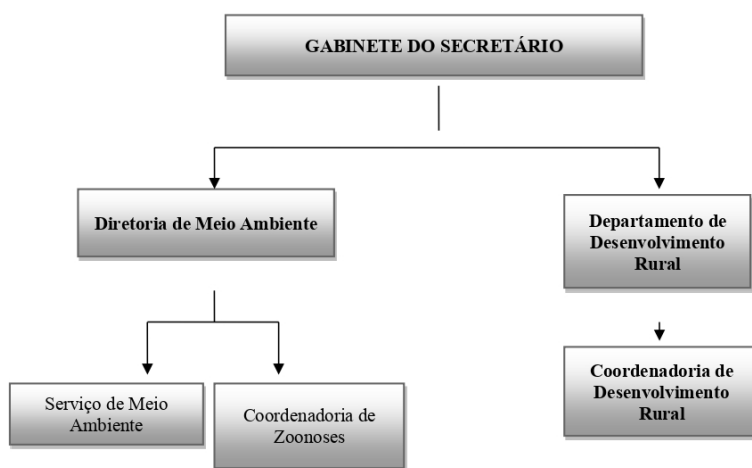 GABINETE DO SECRETÁRIO
Diretoria de Meio Ambiente
Departamento de
Desenvolvimento
Rural
Serviço de Meio
Ambiente
Coordenadoria de
Zoonoses
Coordenadoria de
Desenvolvimento
Rural